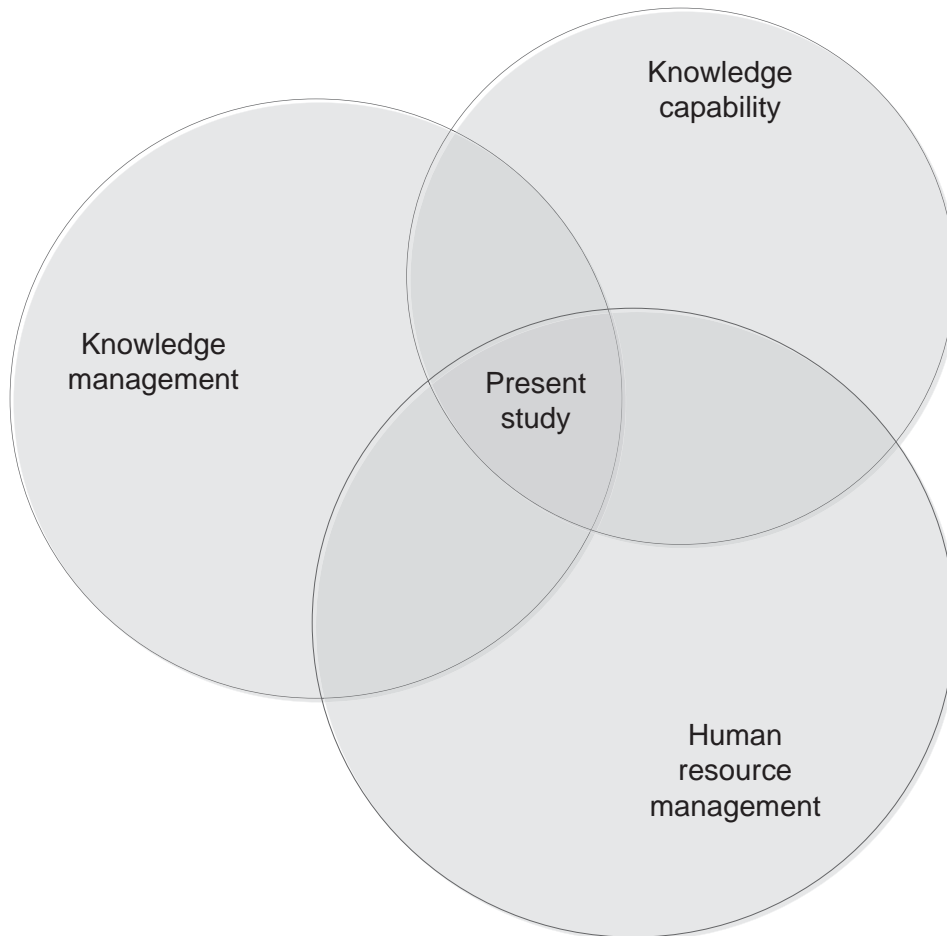 Knowledge
capability
Knowledge
management
Present
study
Human
resource
management